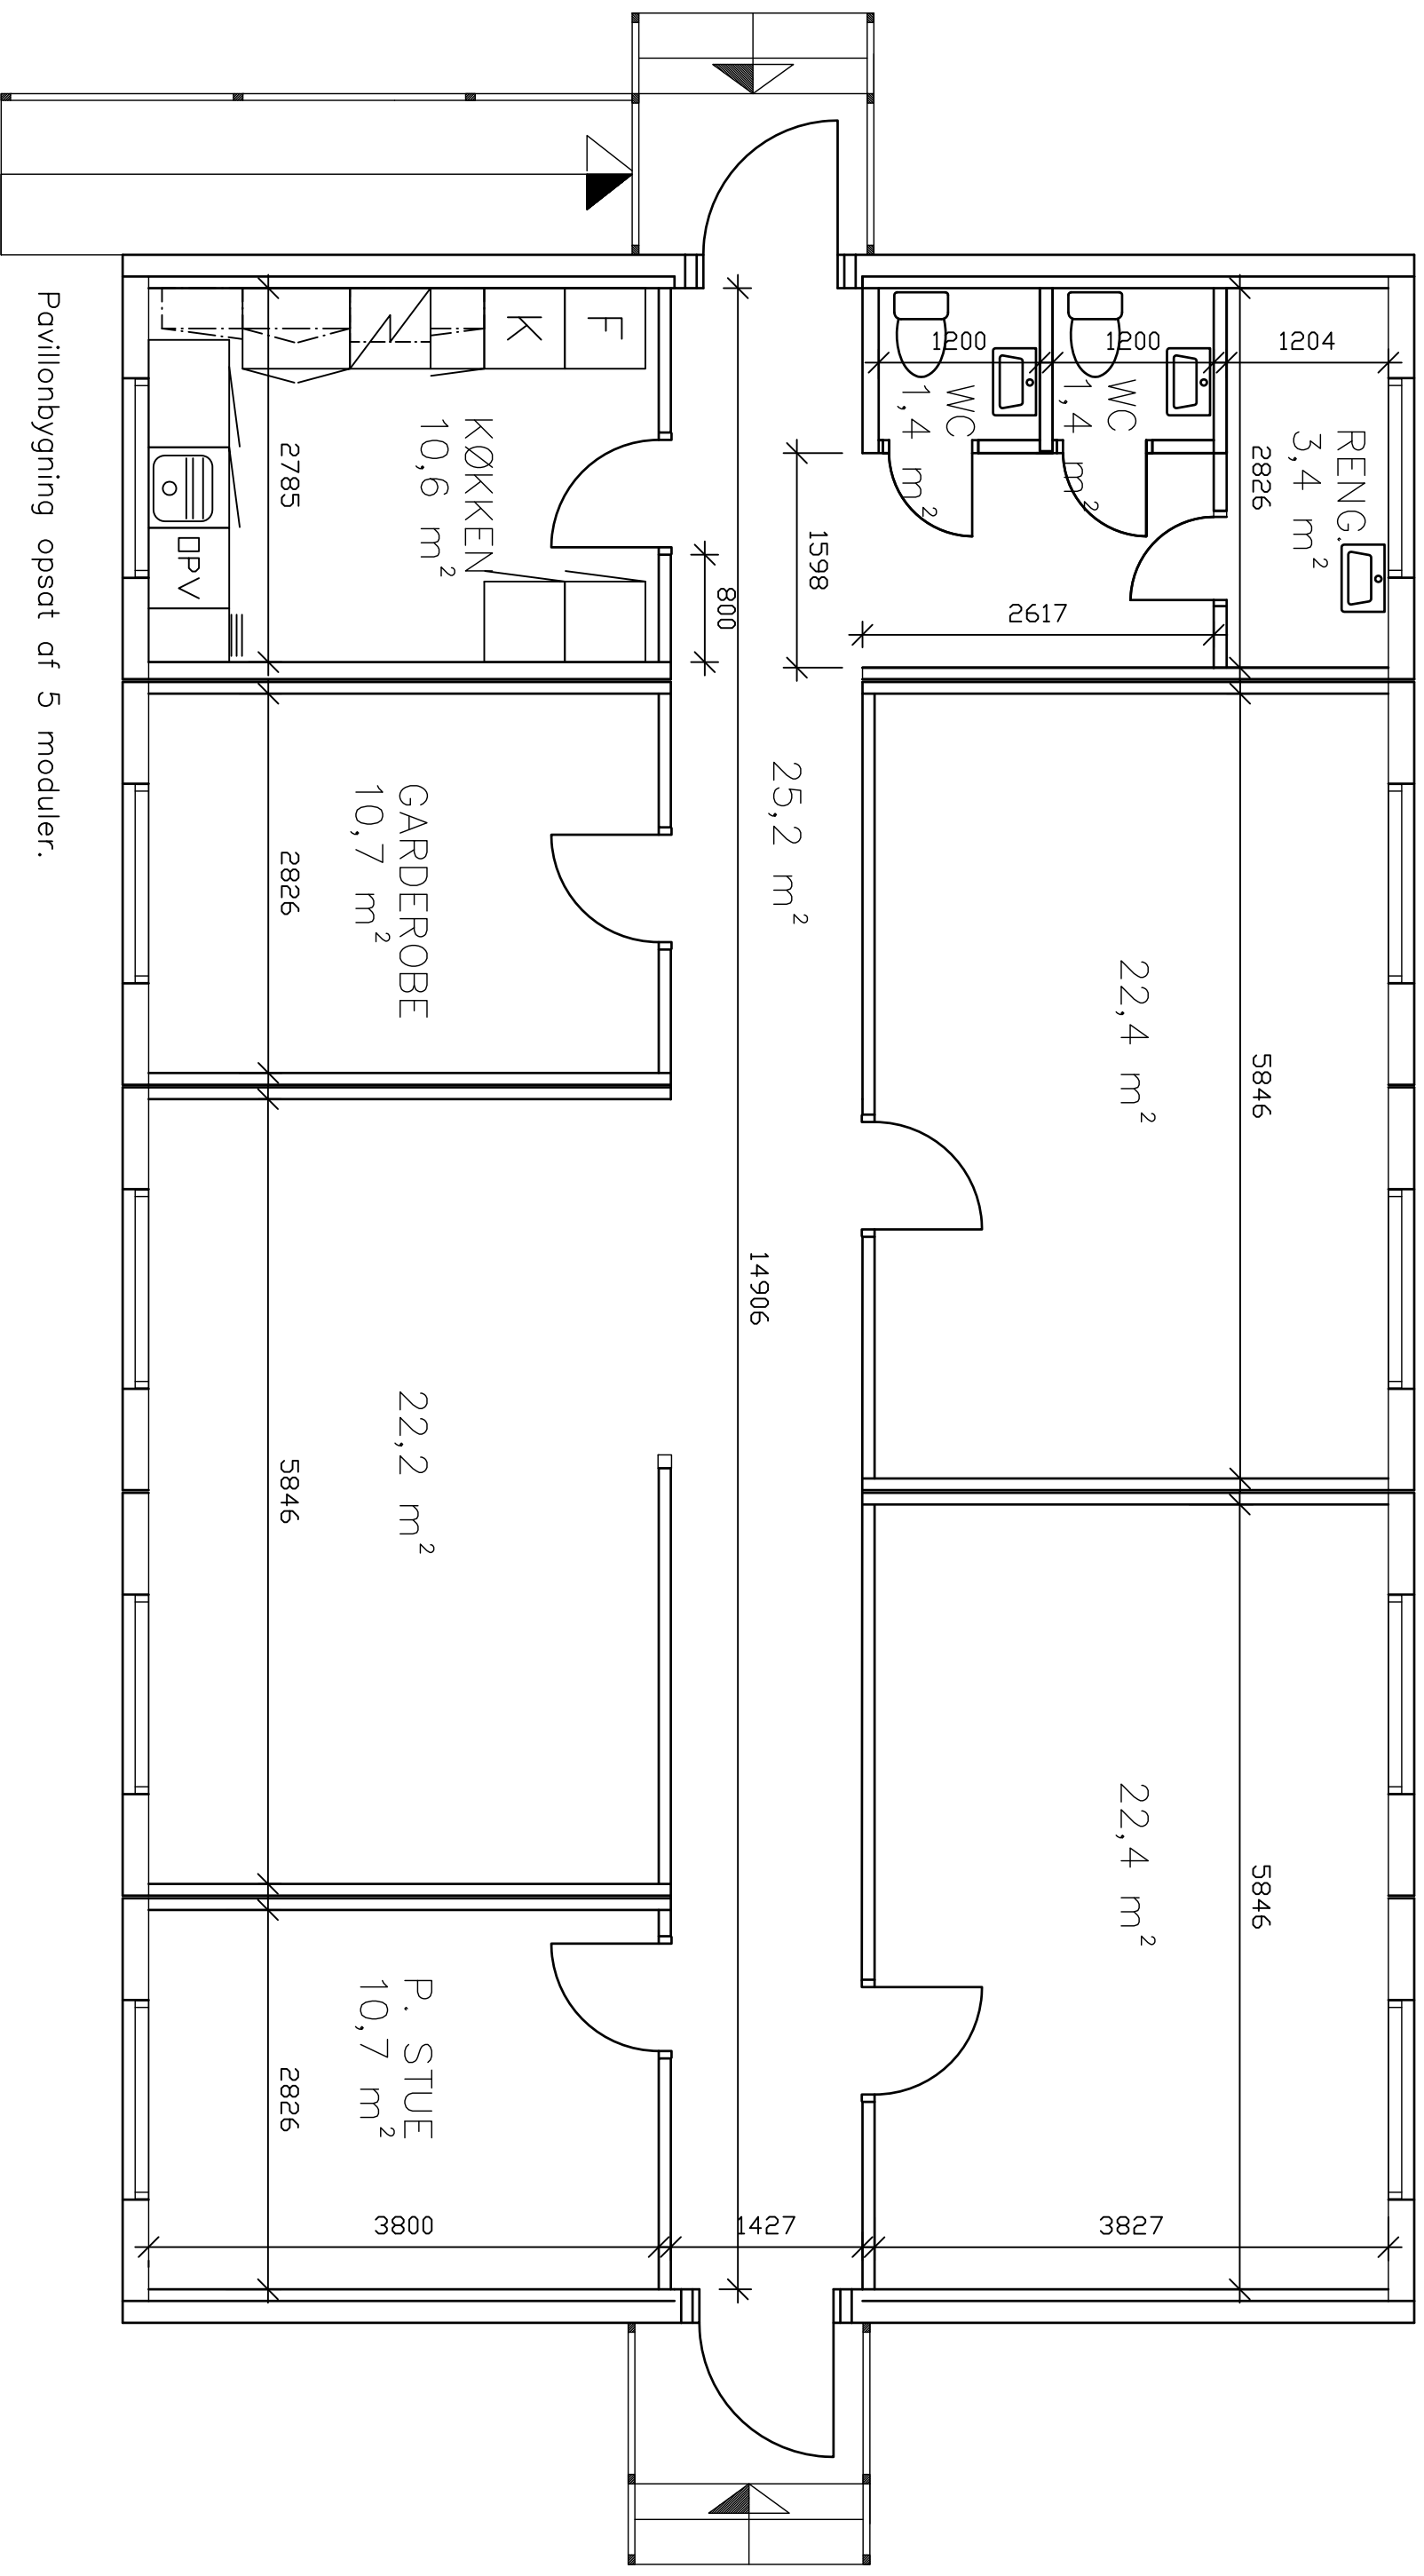 RENG.
3,4 m²
2826
1204
WC
1,4 m²
1200
WC
1,4 m²
1200
2617
1598
800
F
K
KØKKEN
10,6 m²
2785
OPV
22,4 m²
5846
22,4 m²
5846
3827
25,2 m²
14906
1427
GARDEROBE
10,7 m²
2826
22,2 m²
5846
P. STUE
10,7 m²
2826
3800
Pavillonbygning opsat af 5 moduler.